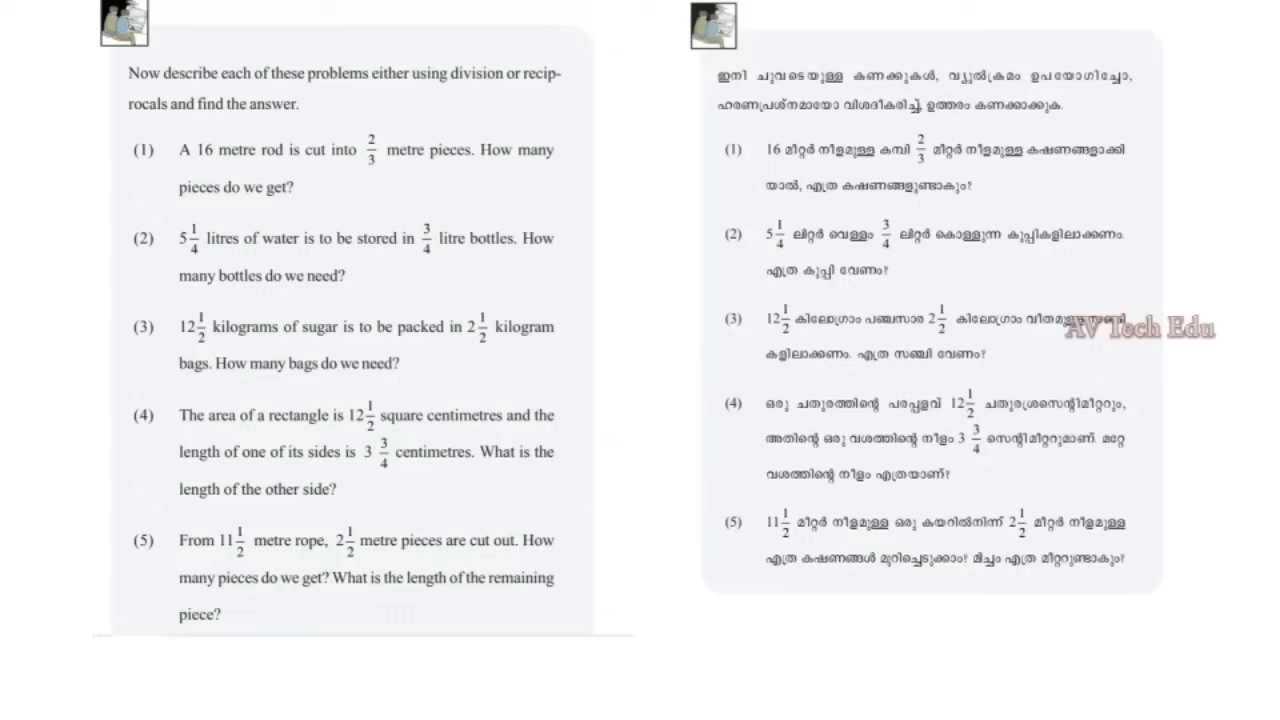 Now describe each of these problems either using division or recip-
rocals and find the answer.
(1) A 16 metre rod is cut into 2/3 metre pieces. How many
pieces do we get?
(2) 5 1/4 litres of water is to be stored in 3/4 litre bottles. How
many bottles do we need?
(3) 12 1/2 kilograms of sugar is to be packed in 2 1/2 kilogram
bags. How many bags do we need?
(4) The area of a rectangle is 12 1/2 square centimetres and the
length of one of its sides is 3 3/4 centimetres. What is the
length of the other side?
(5) From 11 1/2 metre rope, 2 1/2 metre pieces are cut out. How
many pieces do we get? What is the length of the remaining
piece?
ഇനി ചുവടെയുള്ള കണക്കുകൾ, വ്യുൽക്രമം ഉപയോഗിച്ചോ,
ഹരണപ്രശ്നമായോ വിശദീകരിച്ച്, ഉത്തരം കണക്കാക്കുക.
(1) 16 മീറ്റർ നീളമുള്ള കമ്പി 2/3 മീറ്റർ നീളമുള്ള കഷണങ്ങളാക്കി
യാൽ, എത്ര കഷണങ്ങളുണ്ടാകും?
(2) 5 1/4 ലിറ്റർ വെള്ളം 3/4 ലിറ്റർ കൊള്ളുന്ന കുപ്പികളിലാക്കണം.
എത്ര കുപ്പി വേണം?
(3) 12 1/2 കിലോഗ്രാം പഞ്ചസാര 2 1/2 കിലോഗ്രാം വീതമുള്ള സഞ്ചി
കളിലാക്കണം. എത്ര സഞ്ചി വേണം?
AV Tech Edu
(4) ഒരു ചതുരത്തിന്റെ പരപ്പളവ് 12 1/2 ചതുരശ്രസെന്റിമീറ്ററും,
അതിന്റെ ഒരു വശത്തിന്റെ നീളം 3 3/4 സെന്റിമീറ്ററുമാണ്. മറ്റേ
വശത്തിന്റെ നീളം എത്രയാണ്?
(5) 11 1/2 മീറ്റർ നീളമുള്ള ഒരു കയറിൽനിന്ന് 2 1/2 മീറ്റർ നീളമുള്ള
എത്ര കഷണങ്ങൾ മുറിച്ചെടുക്കാം? മിച്ചം എത്ര മീറ്ററുണ്ടാകും?